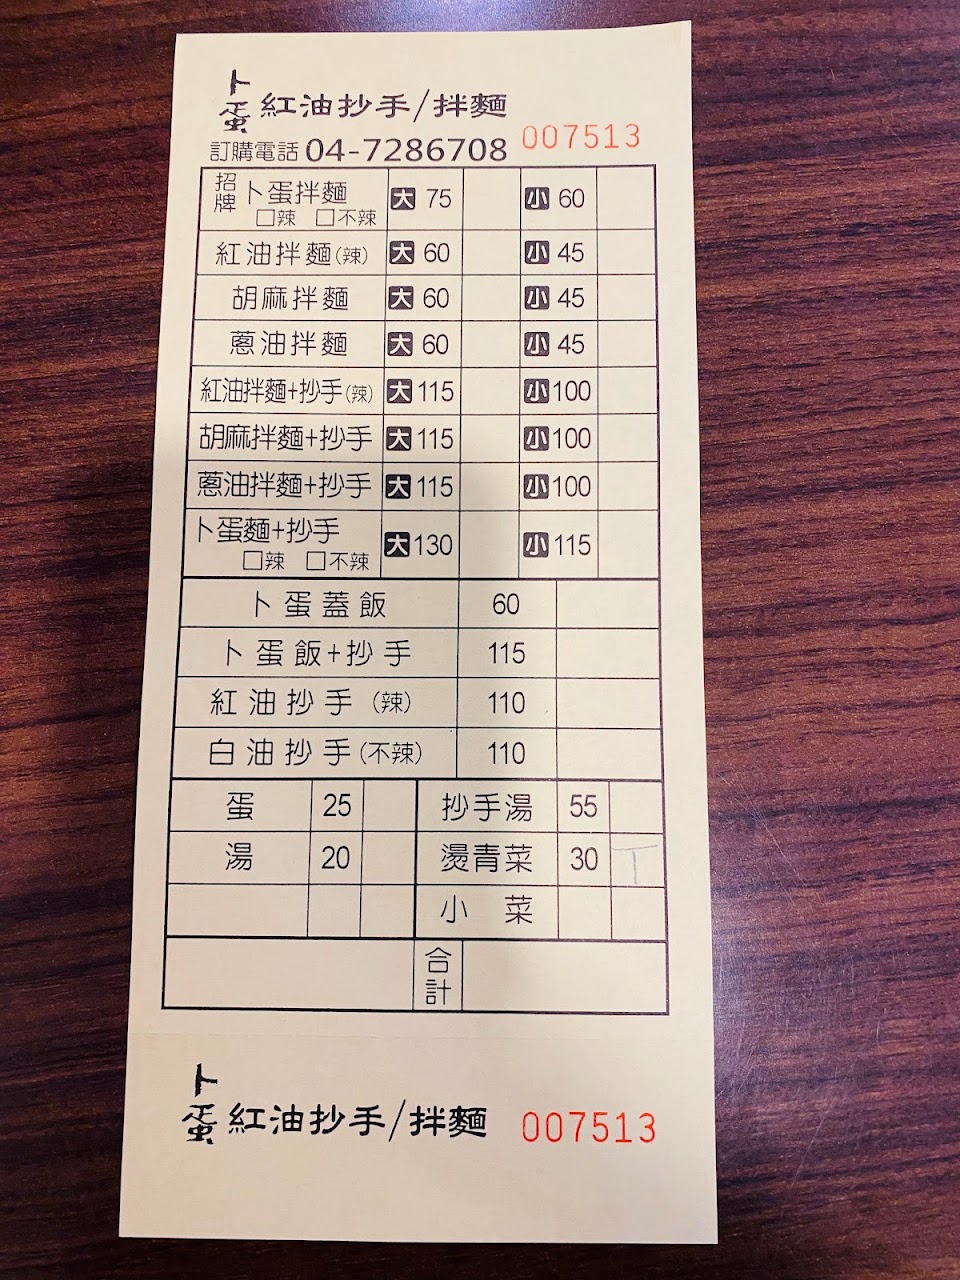 卜蛋 紅油抄手/拌麵
訂購電話 04-7286708 007513
招牌 卜蛋拌麵 □辣 □不辣 大 75 小 60
紅油拌麵(辣) 大 60 小 45
胡麻拌麵 大 60 小 45
蔥油拌麵 大 60 小 45
紅油拌麵+抄手(辣) 大 115 小 100
胡麻拌麵+抄手 大 115 小 100
蔥油拌麵+抄手 大 115 小 100
卜蛋麵+抄手 □辣 □不辣 大 130 小 115
卜蛋蓋飯 60
卜蛋飯+抄手 115
紅油抄手(辣) 110
白油抄手(不辣) 110
蛋 25 抄手湯 55
湯 20 燙青菜 30 一
小菜
合計
卜蛋 紅油抄手/拌麵 007513